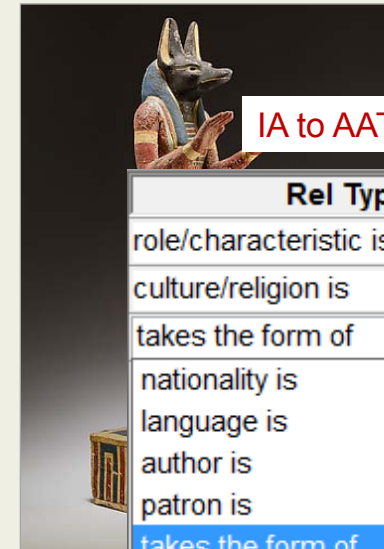 IA to AAT
Rel Typ
role/characteristic is
culture/religion is
takes the form of
nationality is
language is
author is
patron is
takes the form of